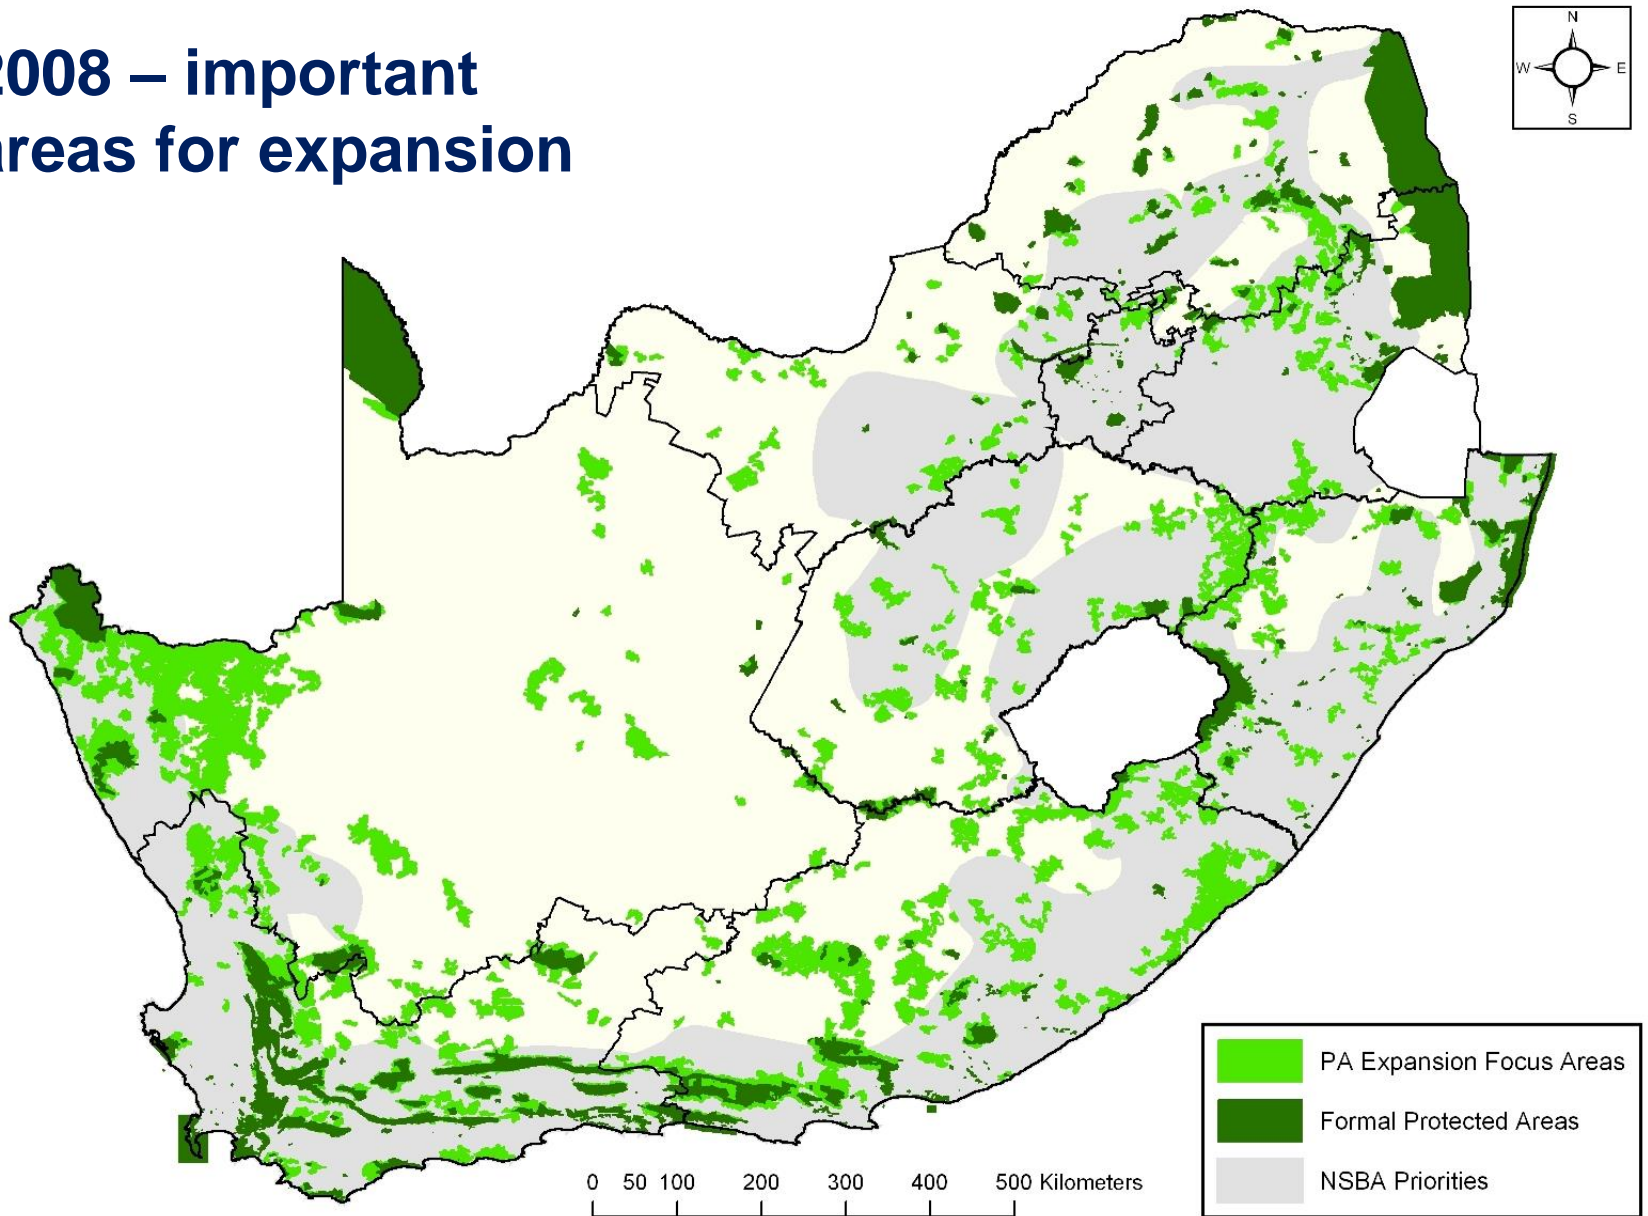 2008 – important
areas for expansion
N
W E
S
PA Expansion Focus Areas
Formal Protected Areas
NSBA Priorities
0 50 100 200 300 400 500 Kilometers